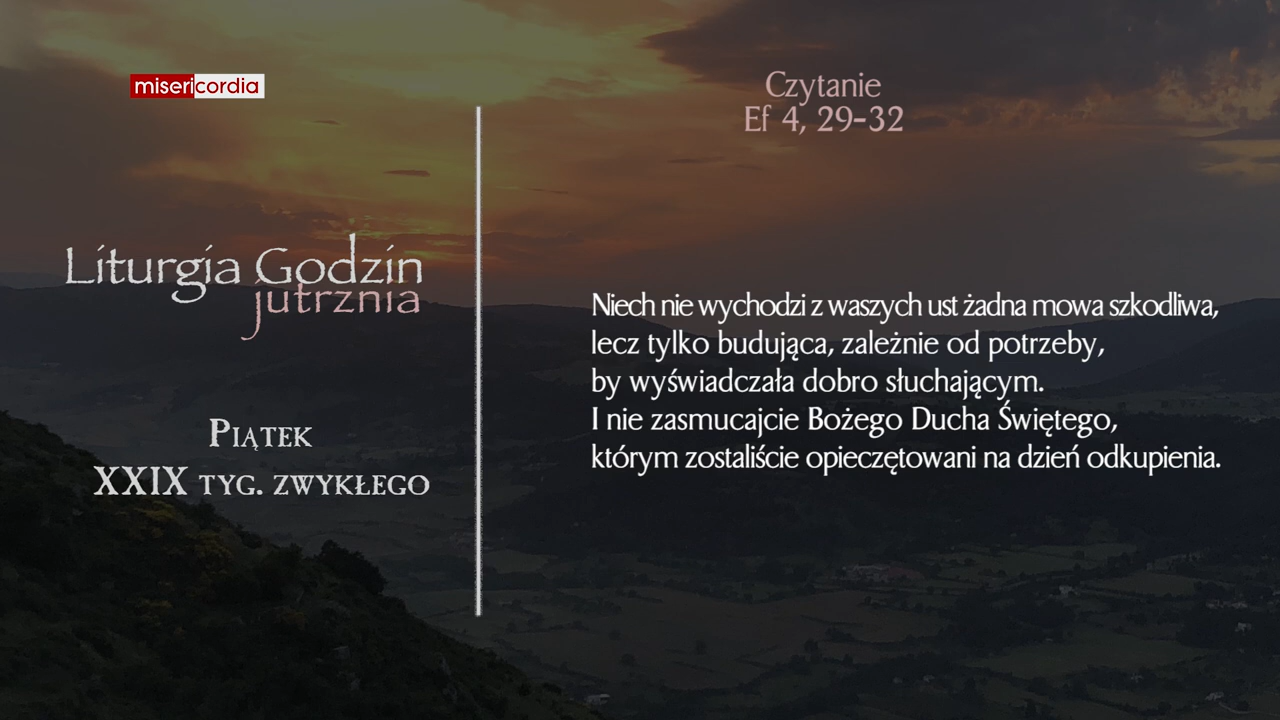 misericordia
Liturgia Godzin
jutrznia
Piątek
XXIX tyg. zwykłego
Czytanie
Ef 4, 29-32
Niech nie wychodzi z waszych ust żadna mowa szkodliwa,
lecz tylko budująca, zależnie od potrzeby,
by wyświadczała dobro słuchającym.
I nie zasmucajcie Bożego Ducha Świętego,
którym zostaliście opieczętowani na dzień odkupienia.